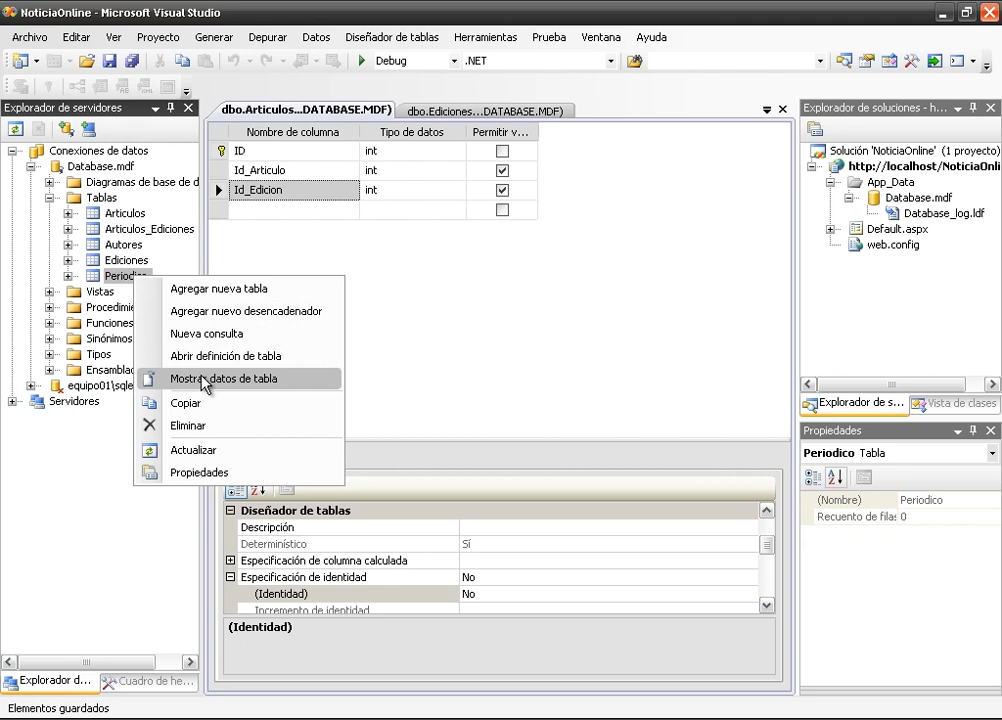 NoticiaOnline - Microsoft Visual Studio
Archivo Editar Ver Proyecto Generar Depurar Datos Diseñador de tablas Herramientas Prueba Ventana Ayuda
Debug .NET
Explorador de servidores
Conexiones de datos
Database.mdf
Diagramas de base de d
Tablas
Articulos
Articulos_Ediciones
Autores
Ediciones
Periodico
Vistas
Procedimie
Funciones
Sinónimos
Tipos
Ensamblad
equipo01\sqle
Servidores
Explorador d... Cuadro de he...
Agregar nueva tabla
Agregar nuevo desencadenador
Nueva consulta
Abrir definición de tabla
Mostrar datos de tabla
Copiar
Eliminar
Actualizar
Propiedades
dbo.Articulos...DATABASE.MDF) dbo.Ediciones...DATABASE.MDF)
Nombre de columna Tipo de datos Permitir v...
ID int
Id_Articulo int
Id_Edicion int
Diseñador de tablas
Descripción
Determinístico Sí
Especificación de columna calculada
Especificación de identidad No
(Identidad) No
Incremento de identidad
(Identidad)
Explorador de soluciones - h...
Solución 'NoticiaOnline' (1 proyecto)
http://localhost/NoticiaOnli
App_Data
Database.mdf
Database_log.ldf
Default.aspx
web.config
Explorador de s... Vista de clases
Propiedades
Periodico Tabla
(Nombre) Periodico
Recuento de filas 0
Elementos guardados